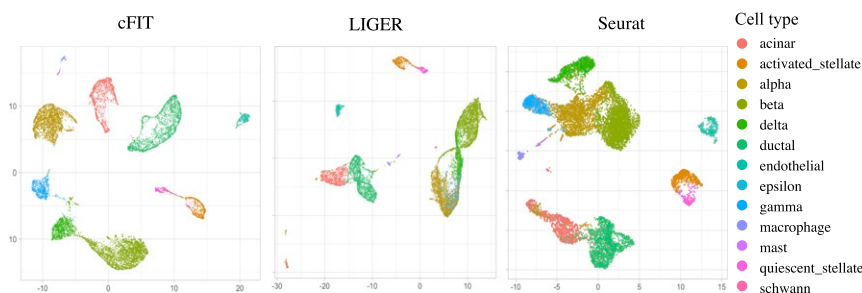 cFIT
LIGER
Seurat
Cell type
acinar
activated_stellate
alpha
beta
delta
ductal
endothelial
epsilon
gamma
macrophage
mast
quiescent_stellate
schwann
10
0
10
-10
0
10
20
-30
-20
-10
0
10
-10
-5
0
5
10
15